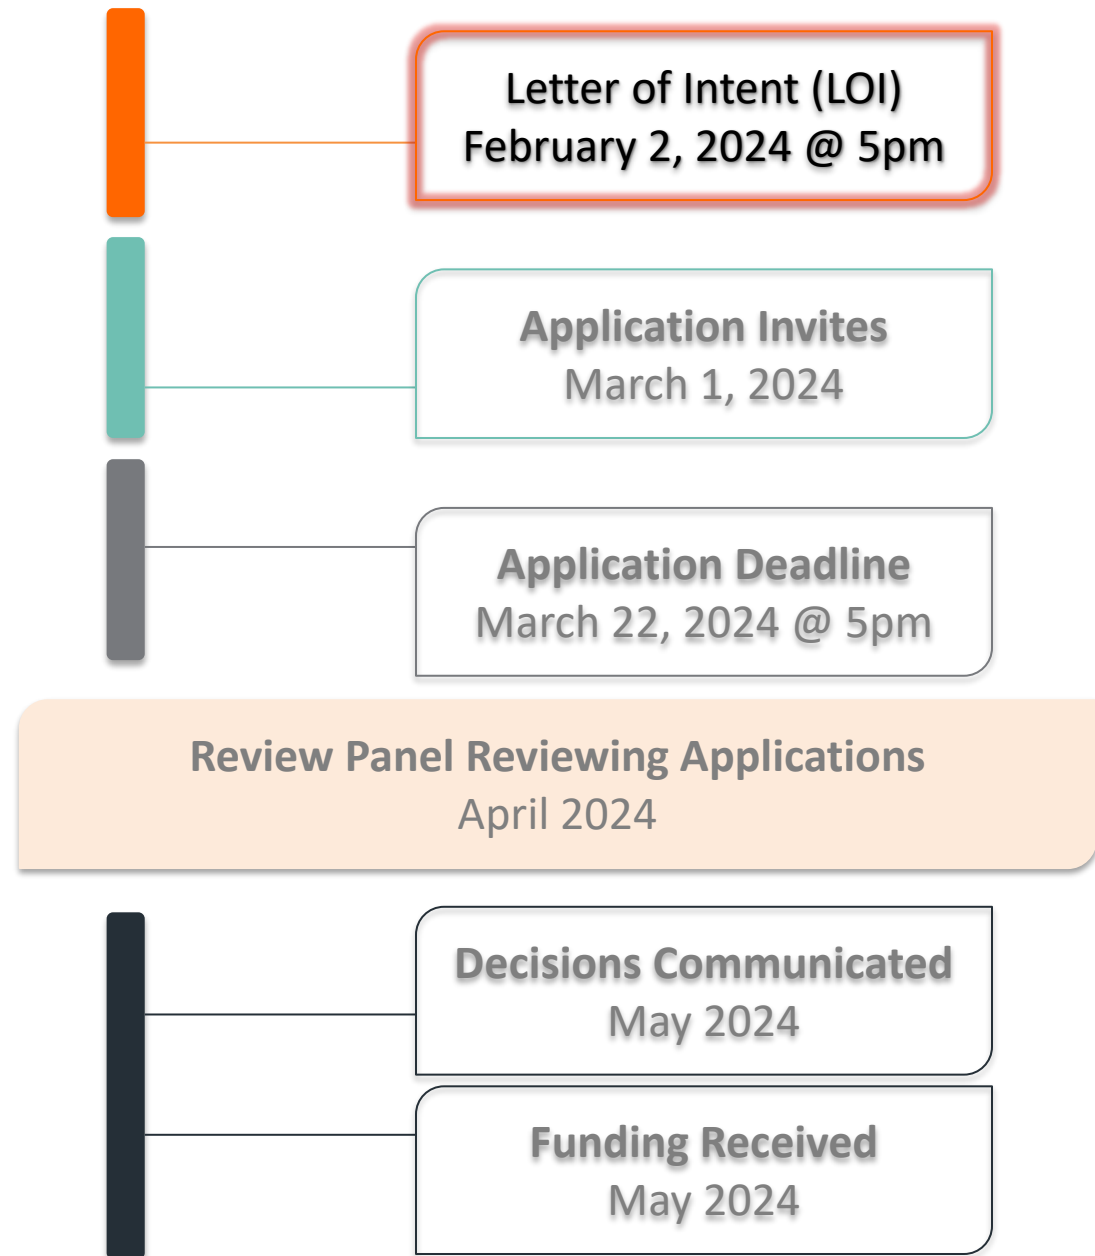 Letter of Intent (LOI)
February 2, 2024 @ 5pm
Application Invites
March 1, 2024
Application Deadline
March 22, 2024 @ 5pm
Review Panel Reviewing Applications
April 2024
Decisions Communicated
May 2024
Funding Received
May 2024